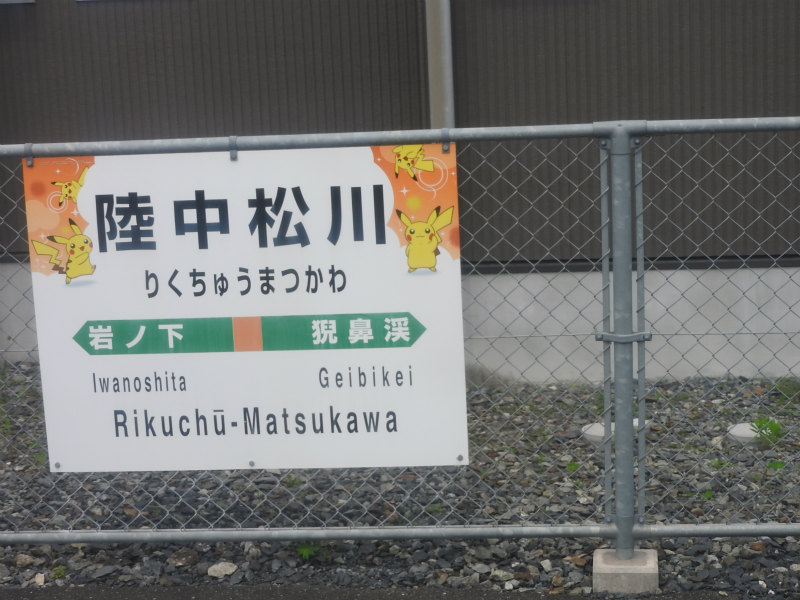 陸中松川
りくちゅうまつかわ
岩ノ下 猊鼻渓
Iwanoshita Geibikei
Rikuchū-Matsukawa